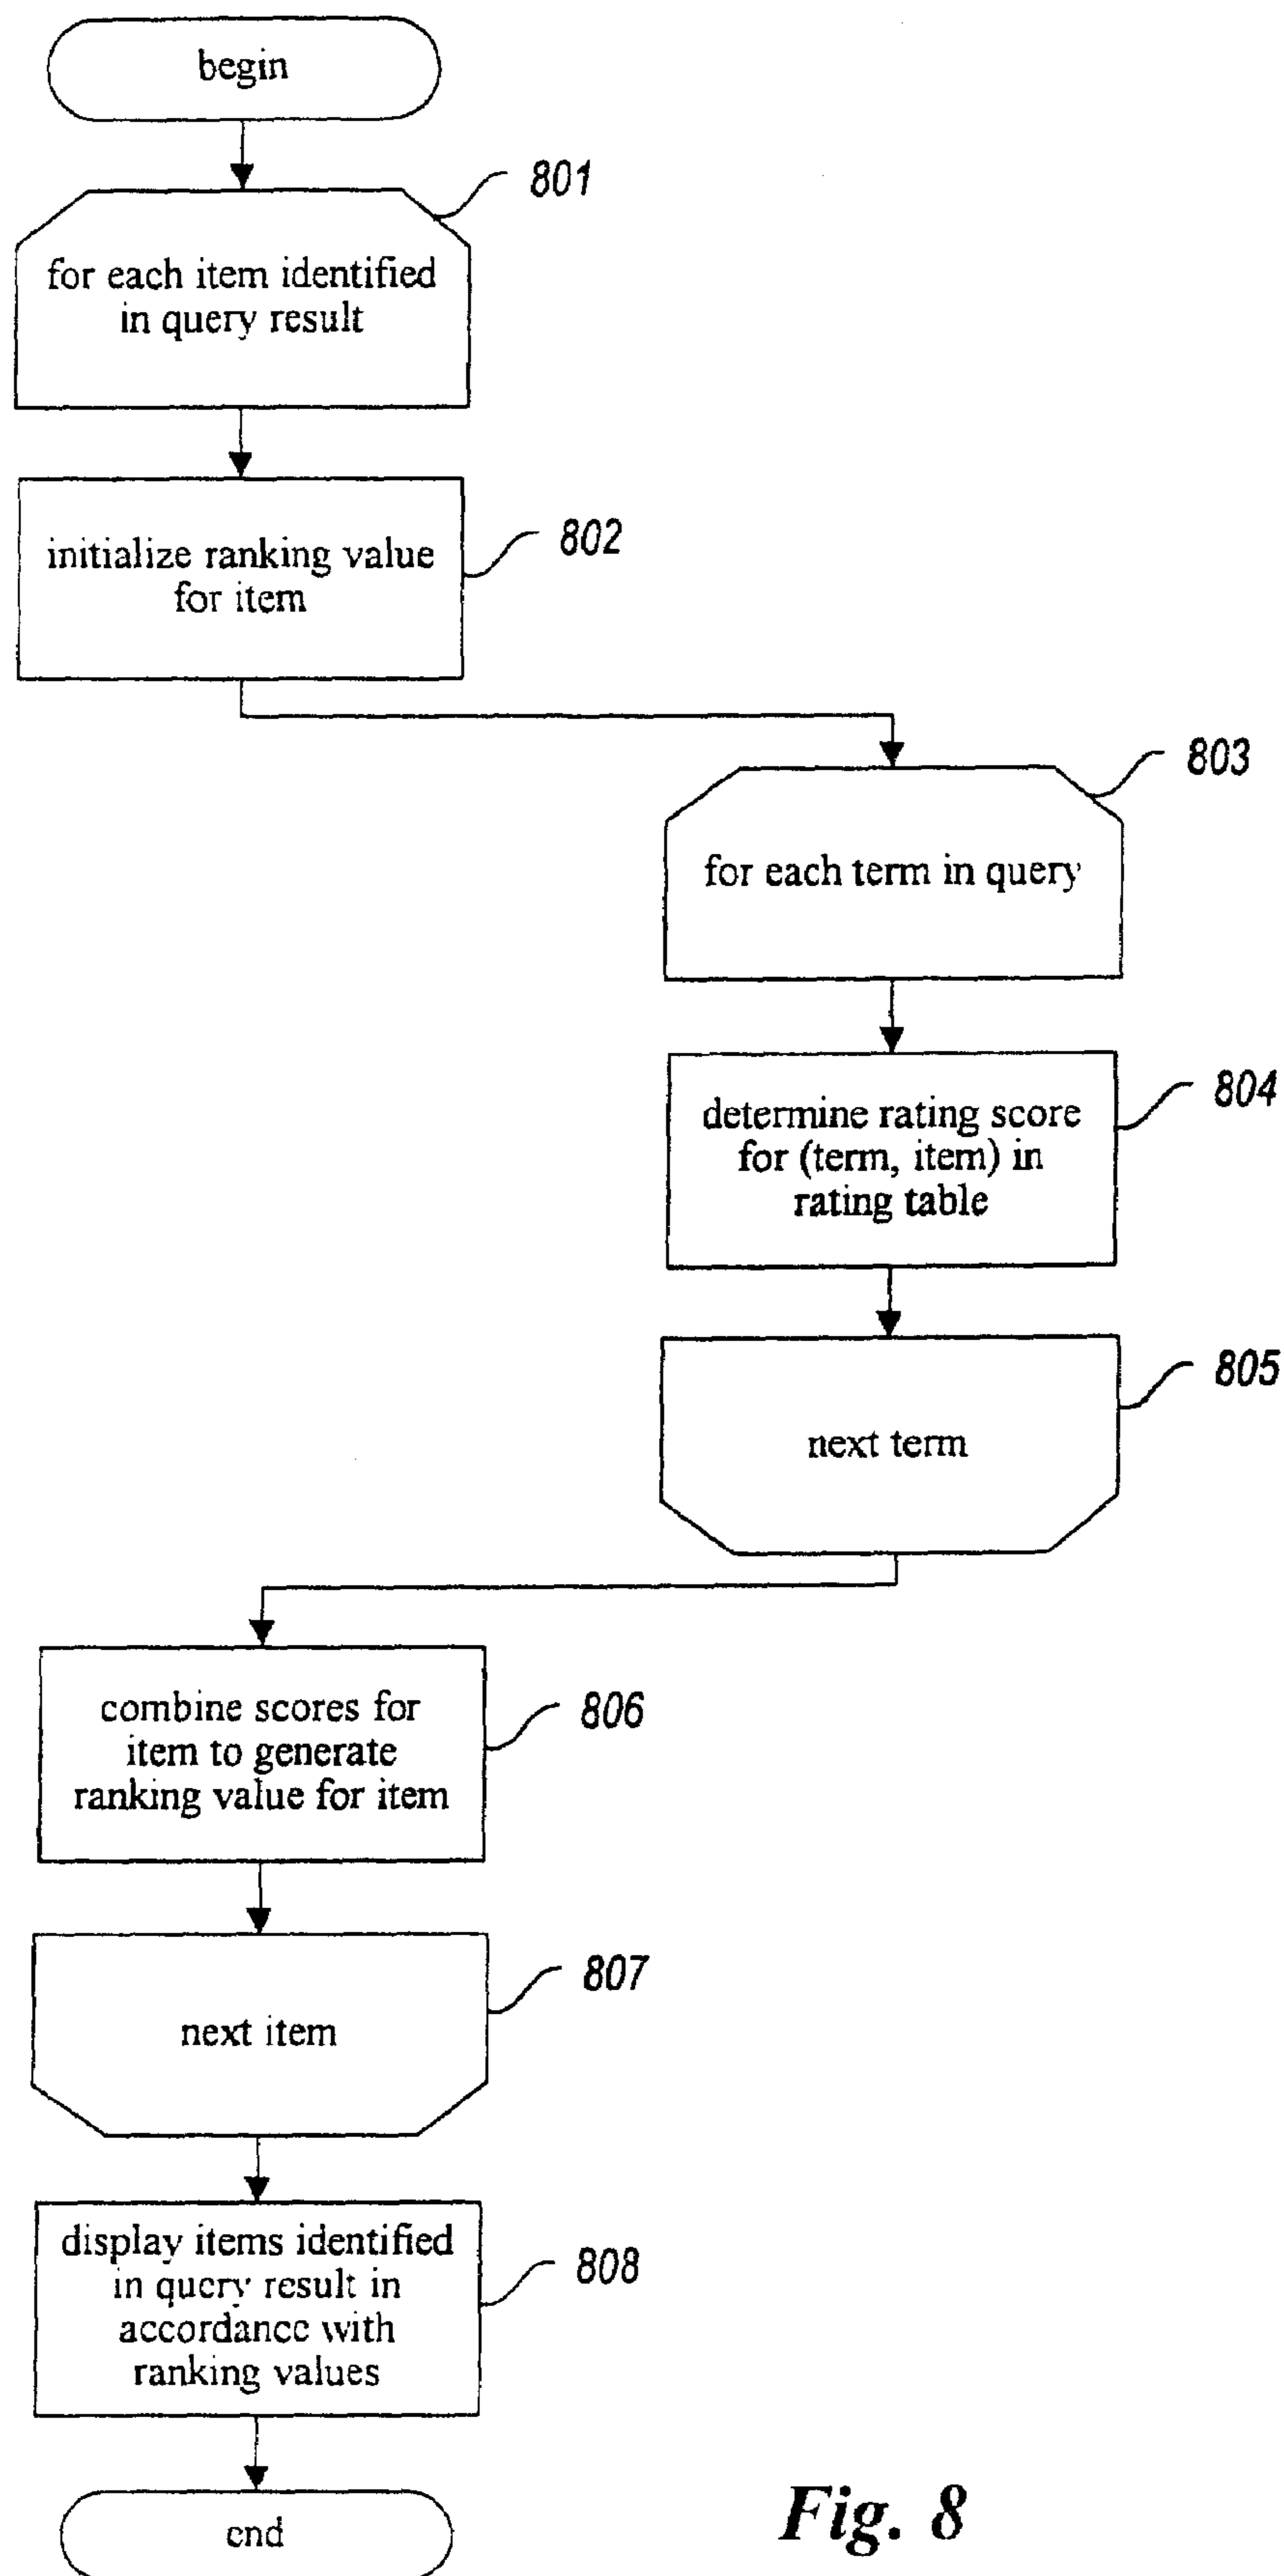 begin
801
for each item identified
in query result
802
initialize ranking value
for item
803
for each term in query
804
determine rating score
for (term, item) in
rating table
805
next term
806
combine scores for
item to generate
ranking value for item
807
next item
808
display items identified
in query result in
accordance with
ranking values
end
Fig. 8